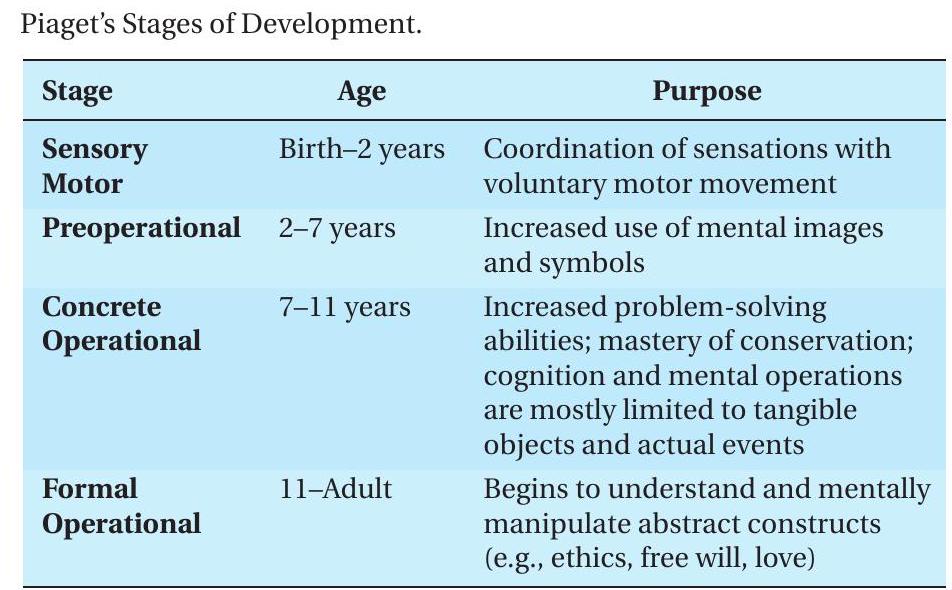 Piaget’s Stages of Development.
Stage Age Purpose
Sensory Birth–2 years Coordination of sensations with
Motor voluntary motor movement
Preoperational 2–7 years Increased use of mental images
and symbols
Concrete 7–11 years Increased problem-solving
Operational abilities; mastery of conservation;
cognition and mental operations
are mostly limited to tangible
objects and actual events
Formal 11–Adult Begins to understand and mentally
Operational manipulate abstract constructs
(e.g., ethics, free will, love)